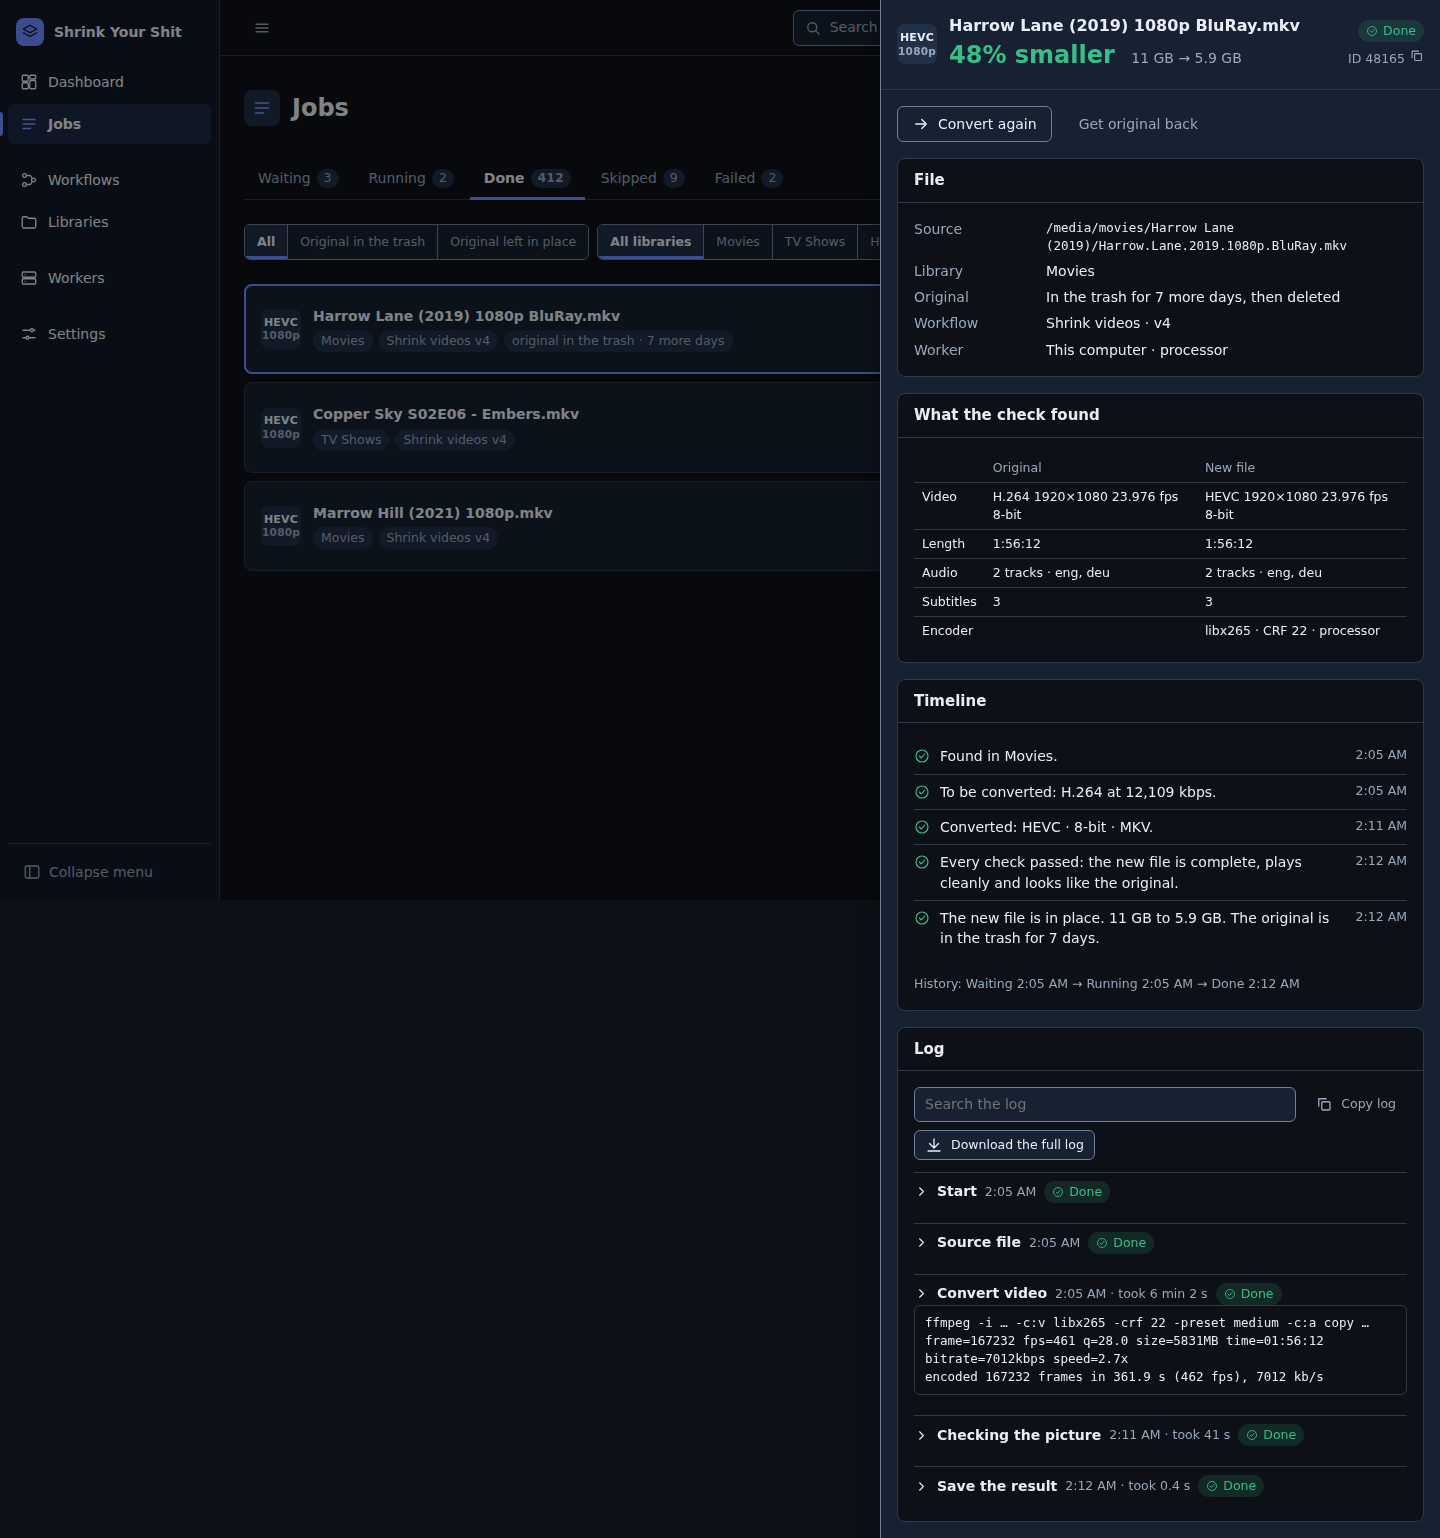 Shrink Your Shit
Dashboard
Jobs
Workflows
Libraries
Workers
Settings
Collapse menu
Search
Jobs
Waiting 3
Running 2
Done 412
Skipped 9
Failed 2
All
Original in the trash
Original left in place
All libraries
Movies
TV Shows
H
HEVC
1080p
Harrow Lane (2019) 1080p BluRay.mkv
Movies
Shrink videos v4
original in the trash · 7 more days
HEVC
1080p
Copper Sky S02E06 - Embers.mkv
TV Shows
Shrink videos v4
HEVC
1080p
Marrow Hill (2021) 1080p.mkv
Movies
Shrink videos v4
HEVC
1080p
Harrow Lane (2019) 1080p BluRay.mkv
48% smaller 11 GB → 5.9 GB
Done
ID 48165
Convert again
Get original back
File
Source /media/movies/Harrow Lane
(2019)/Harrow.Lane.2019.1080p.BluRay.mkv
Library Movies
Original In the trash for 7 more days, then deleted
Workflow Shrink videos · v4
Worker This computer · processor
What the check found
Original New file
Video H.264 1920×1080 23.976 fps HEVC 1920×1080 23.976 fps
8-bit 8-bit
Length 1:56:12 1:56:12
Audio 2 tracks · eng, deu 2 tracks · eng, deu
Subtitles 3 3
Encoder libx265 · CRF 22 · processor
Timeline
Found in Movies. 2:05 AM
To be converted: H.264 at 12,109 kbps. 2:05 AM
Converted: HEVC · 8-bit · MKV. 2:11 AM
Every check passed: the new file is complete, plays 2:12 AM
cleanly and looks like the original.
The new file is in place. 11 GB to 5.9 GB. The original is 2:12 AM
in the trash for 7 days.
History: Waiting 2:05 AM → Running 2:05 AM → Done 2:12 AM
Log
Search the log
Copy log
Download the full log
Start 2:05 AM Done
Source file 2:05 AM Done
Convert video 2:05 AM · took 6 min 2 s Done
ffmpeg -i … -c:v libx265 -crf 22 -preset medium -c:a copy …
frame=167232 fps=461 q=28.0 size=5831MB time=01:56:12
bitrate=7012kbps speed=2.7x
encoded 167232 frames in 361.9 s (462 fps), 7012 kb/s
Checking the picture 2:11 AM · took 41 s Done
Save the result 2:12 AM · took 0.4 s Done